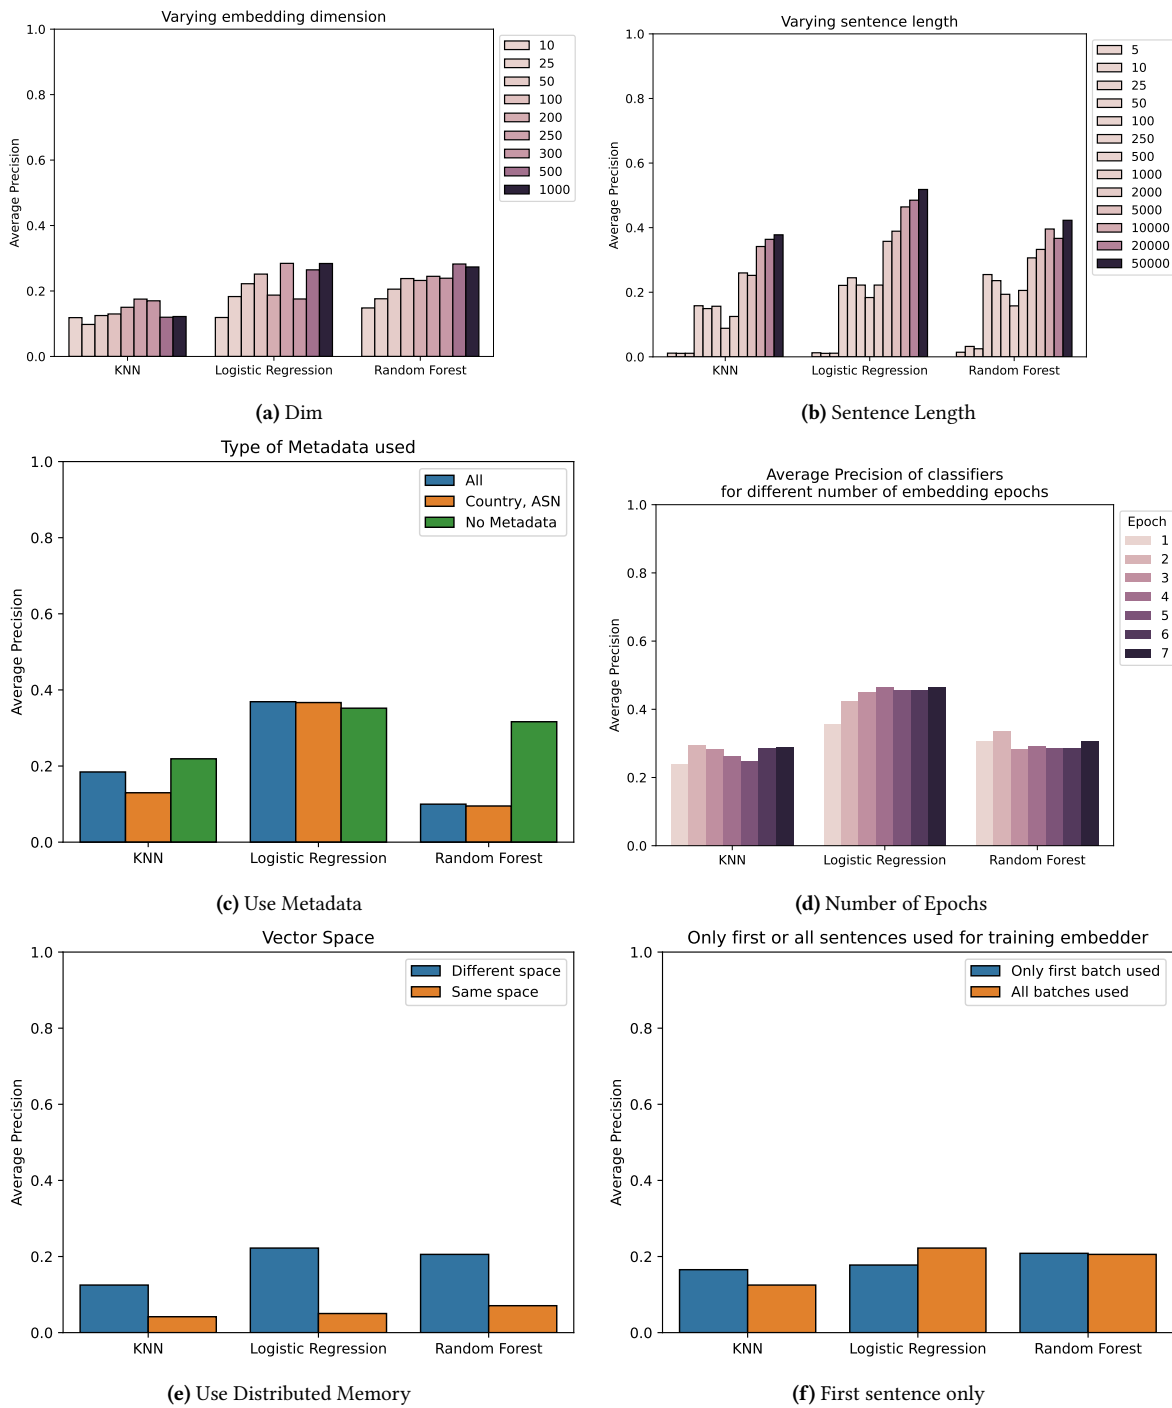 Varying embedding dimension
Average Precision
1.0
0.8
0.6
0.4
0.2
0.0
KNN
Logistic Regression
Random Forest
10
25
50
100
200
250
300
500
1000
(a) Dim
Varying sentence length
Average Precision
1.0
0.8
0.6
0.4
0.2
0.0
KNN
Logistic Regression
Random Forest
5
10
25
50
100
250
500
1000
2000
5000
10000
20000
50000
(b) Sentence Length
Type of Metadata used
Average Precision
1.0
0.8
0.6
0.4
0.2
0.0
All
Country, ASN
No Metadata
KNN
Logistic Regression
Random Forest
(c) Use Metadata
Average Precision of classifiers
for different number of embedding epochs
Average Precision
1.0
0.8
0.6
0.4
0.2
0.0
KNN
Logistic Regression
Random Forest
Epoch
1
2
3
4
5
6
7
(d) Number of Epochs
Vector Space
Average Precision
1.0
0.8
0.6
0.4
0.2
0.0
Different space
Same space
KNN
Logistic Regression
Random Forest
(e) Use Distributed Memory
Only first or all sentences used for training embedder
Average Precision
1.0
0.8
0.6
0.4
0.2
0.0
Only first batch used
All batches used
KNN
Logistic Regression
Random Forest
(f) First sentence only